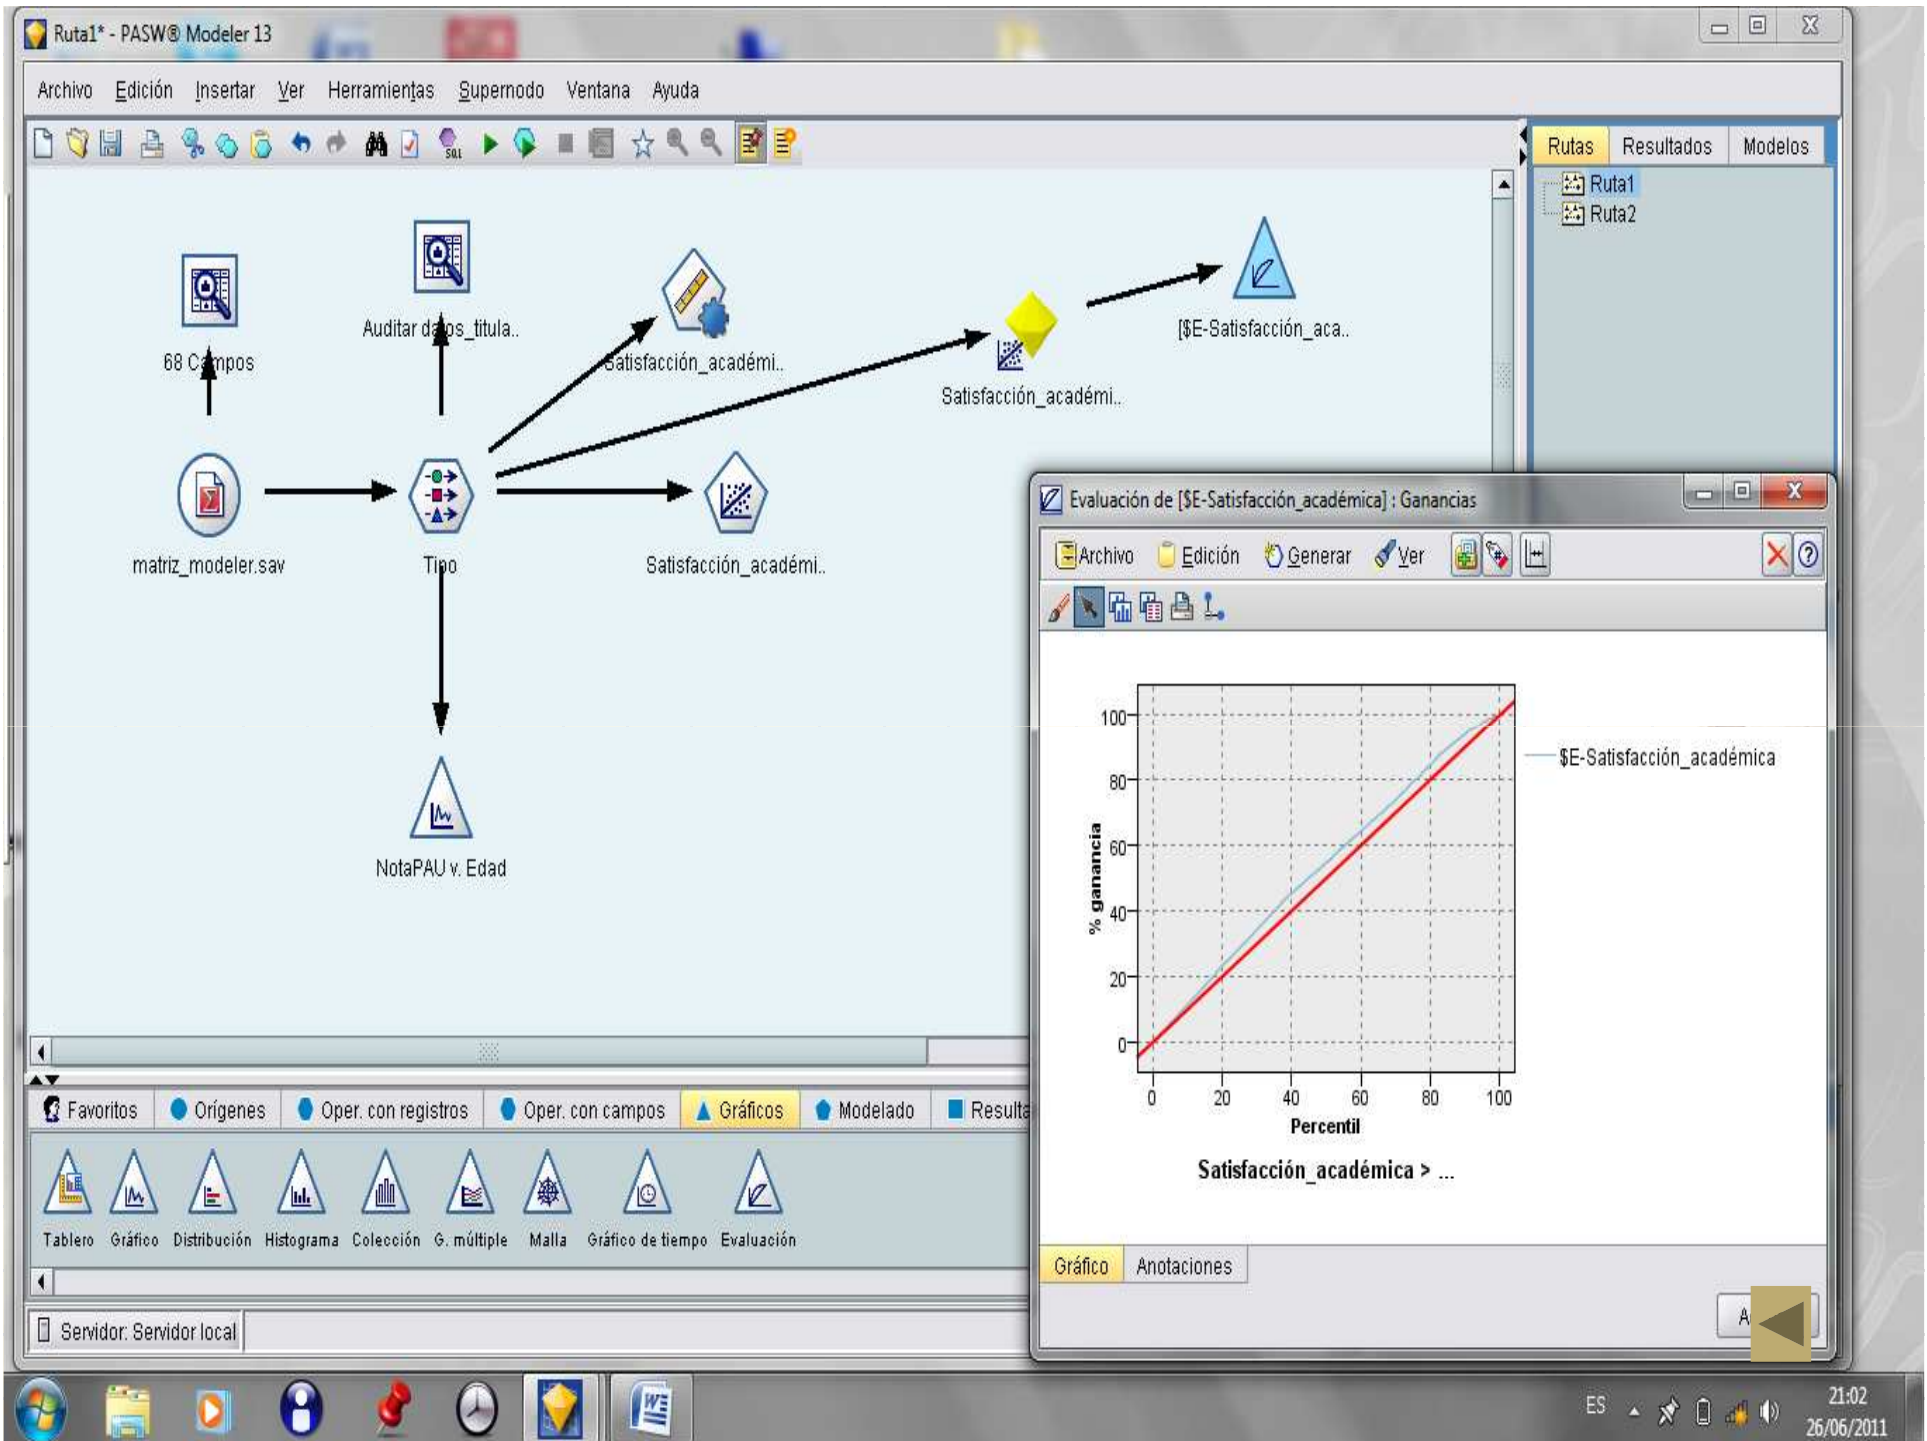 Ruta1* - PASW® Modeler 13
Archivo Edición Insertar Ver Herramientas Supernodo Ventana Ayuda
SQL
Rutas Resultados Modelos
Ruta1
Ruta2
68 Campos
Auditar datos_titula..
Satisfacción_académi..
Satisfacción_académi..
[$E-Satisfacción_aca..
matriz_modeler.sav
Tipo
Satisfacción_académi..
NotaPAU v. Edad
Evaluación de [$E-Satisfacción_académica] : Ganancias
Archivo Edición Generar Ver
100
80
60
40
20
0
% ganancia
0 20 40 60 80 100
Percentil
Satisfacción_académica > ...
$E-Satisfacción_académica
Gráfico Anotaciones
Favoritos Orígenes Oper. con registros Oper. con campos Gráficos Modelado Resulta
Tablero Gráfico Distribución Histograma Colección G. múltiple Malla Gráfico de tiempo Evaluación
Servidor: Servidor local
ES
21:02
26/06/2011